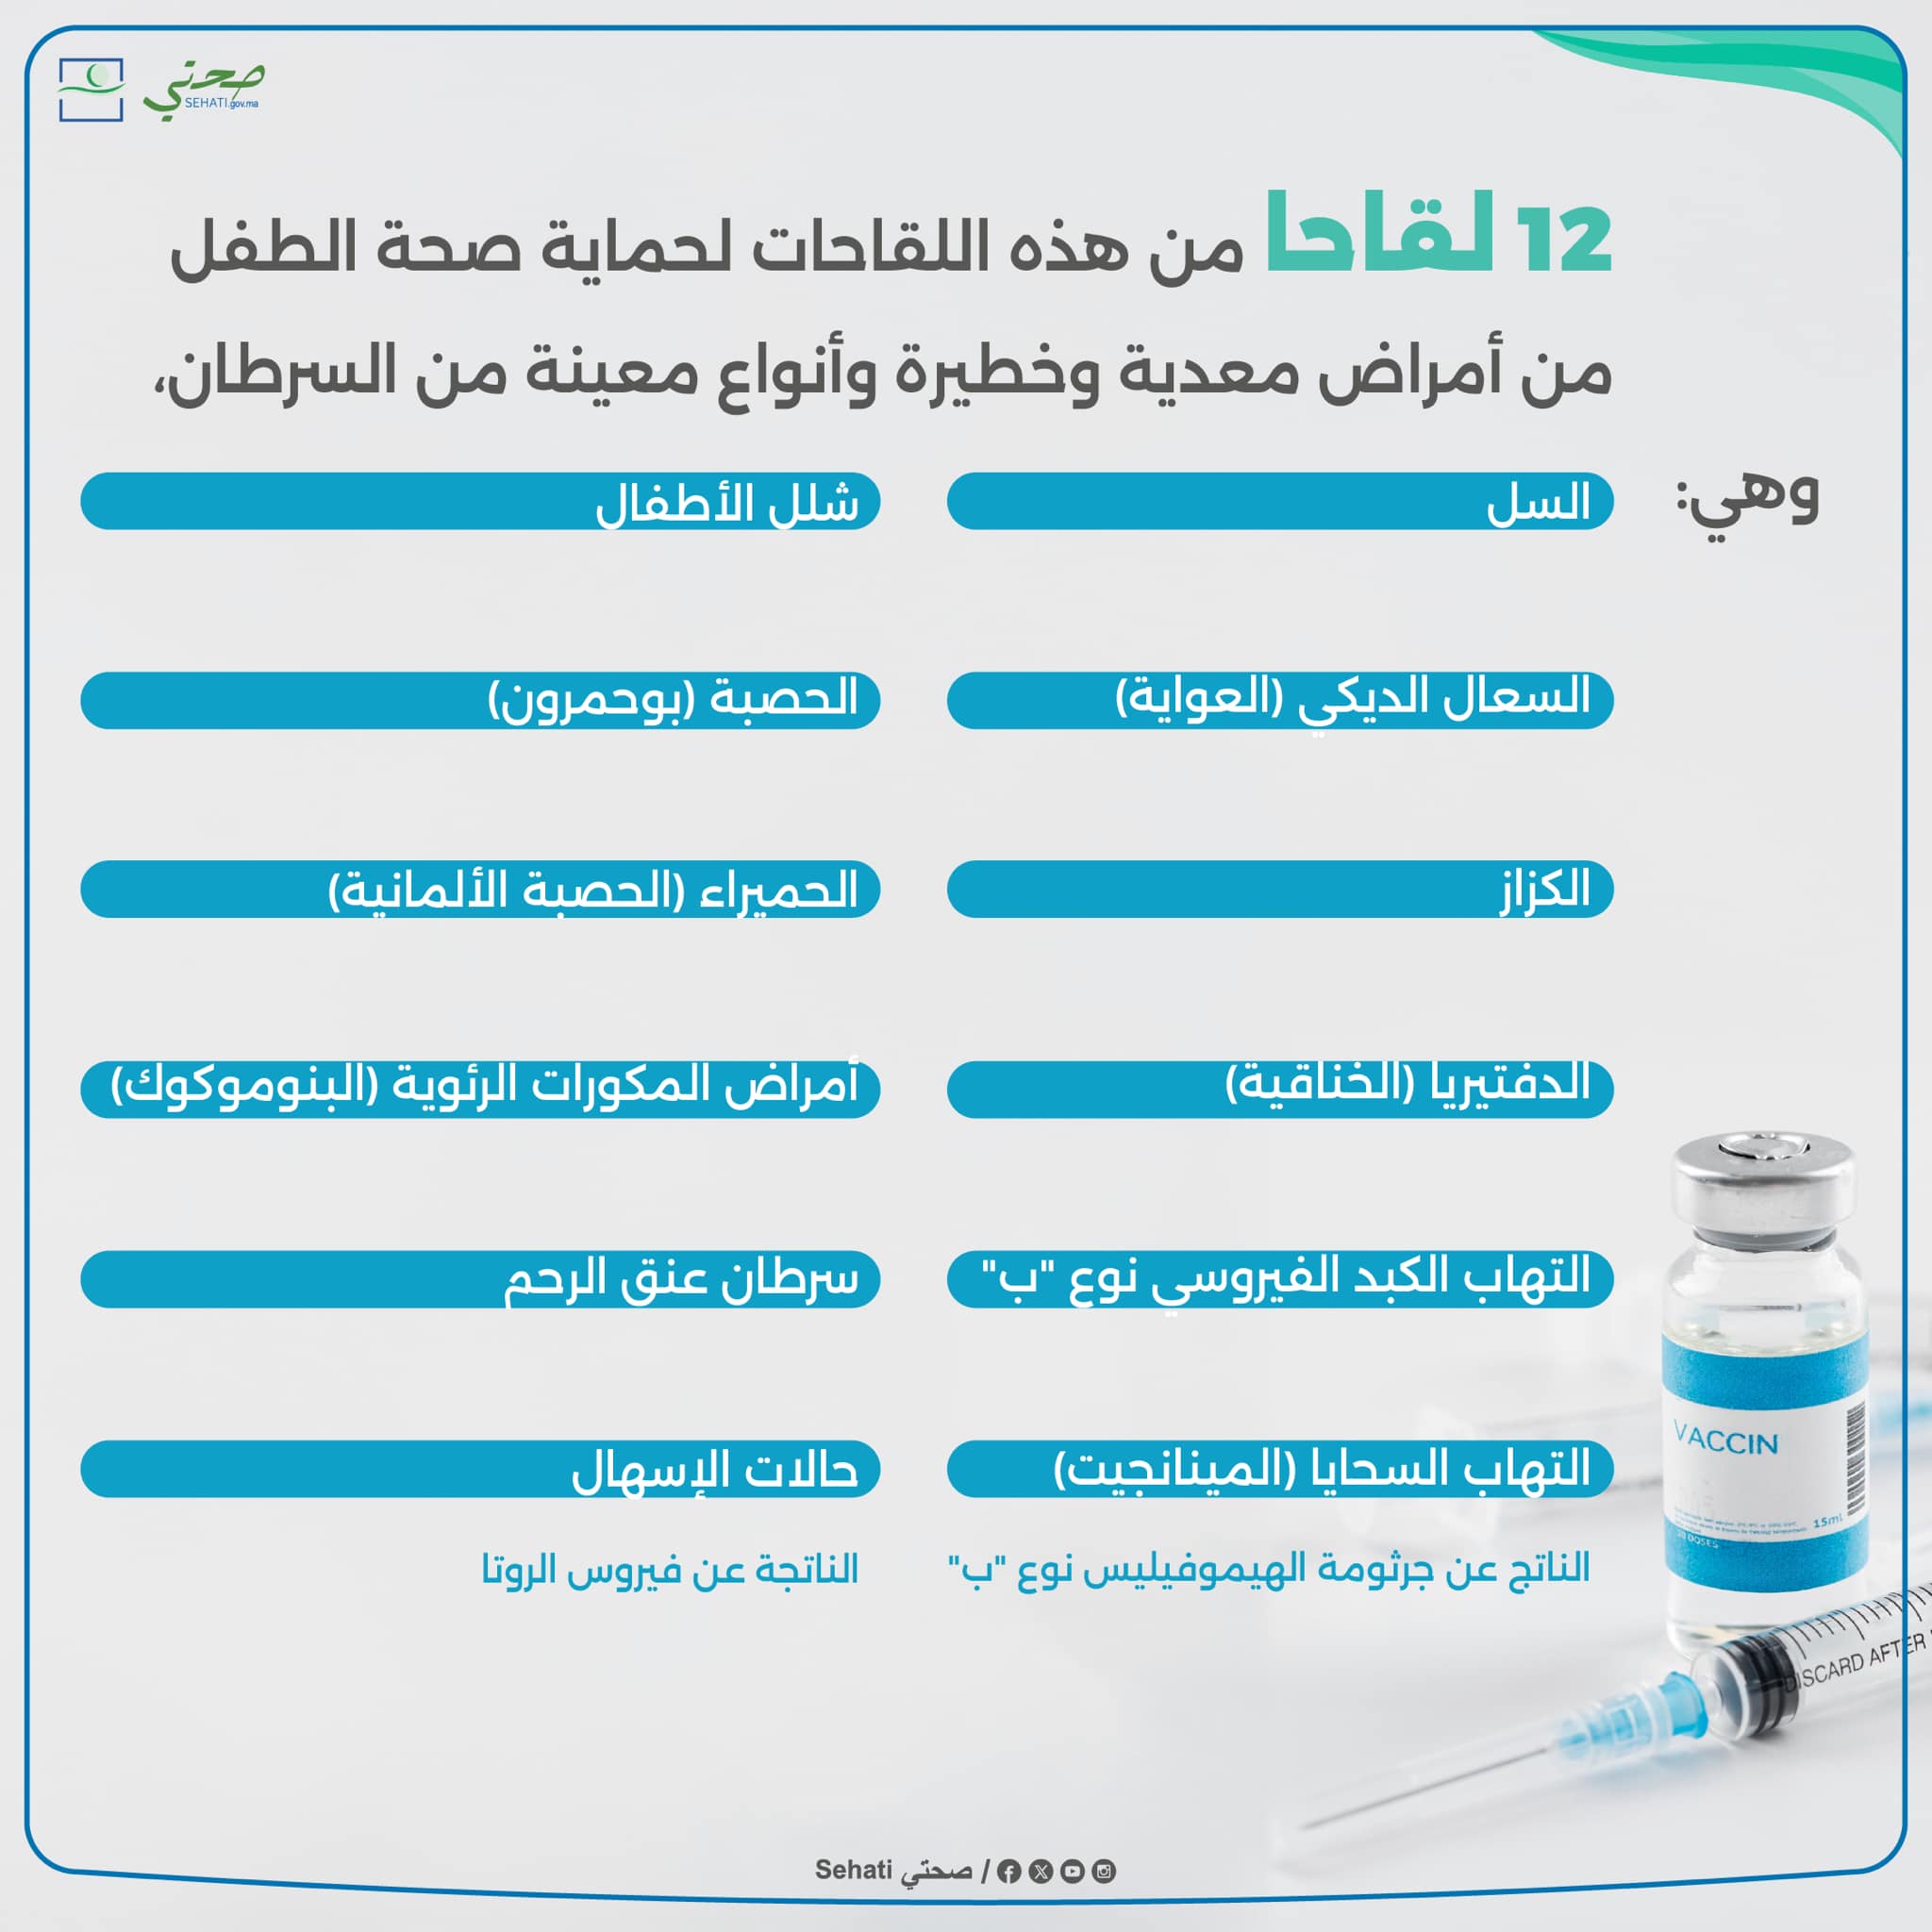 صحتي
SEHATI.gov.ma
12 لقاحا من هذه اللقاحات لحماية صحة الطفل
من أمراض معدية وخطيرة وأنواع معينة من السرطان،
وهي:
السل
شلل الأطفال
السعال الديكي (العواية)
الحصبة (بوحمرون)
الكزاز
الحميراء (الحصبة الألمانية)
الدفتيريا (الخناقية)
أمراض المكورات الرئوية (البنوموكوك)
التهاب الكبد الفيروسي نوع "ب"
سرطان عنق الرحم
التهاب السحايا (المينانجيت)
حالات الإسهال
الناتج عن جرثومة الهيموفيليس نوع "ب"
الناتجة عن فيروس الروتا
VACCIN
15ml
DOSES
DISCARD AFTER
Sehati صحتي /